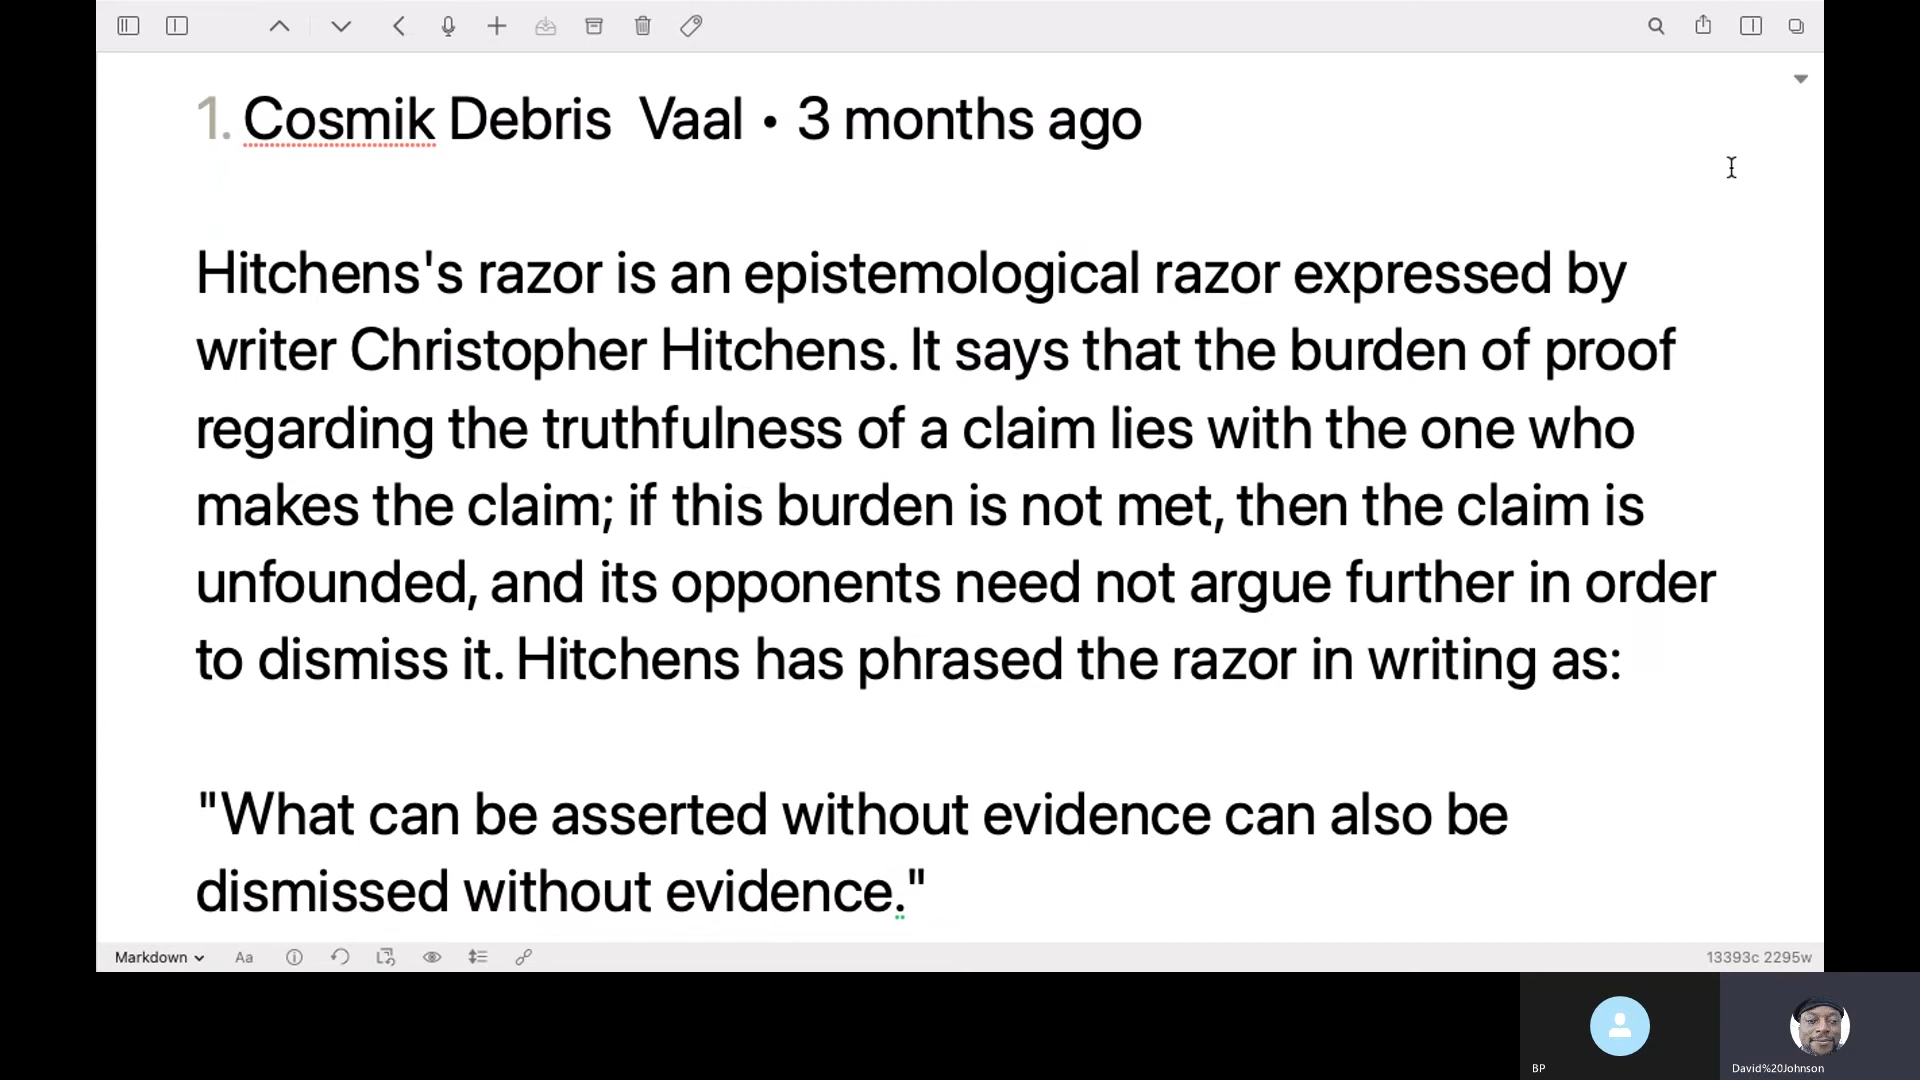 1. Cosmik Debris  Vaal • 3 months ago
Hitchens's razor is an epistemological razor expressed by
writer Christopher Hitchens. It says that the burden of proof
regarding the truthfulness of a claim lies with the one who
makes the claim; if this burden is not met, then the claim is
unfounded, and its opponents need not argue further in order
to dismiss it. Hitchens has phrased the razor in writing as:
"What can be asserted without evidence can also be
dismissed without evidence."
Markdown Aa 13393c 2295w
BP David%20Johnson